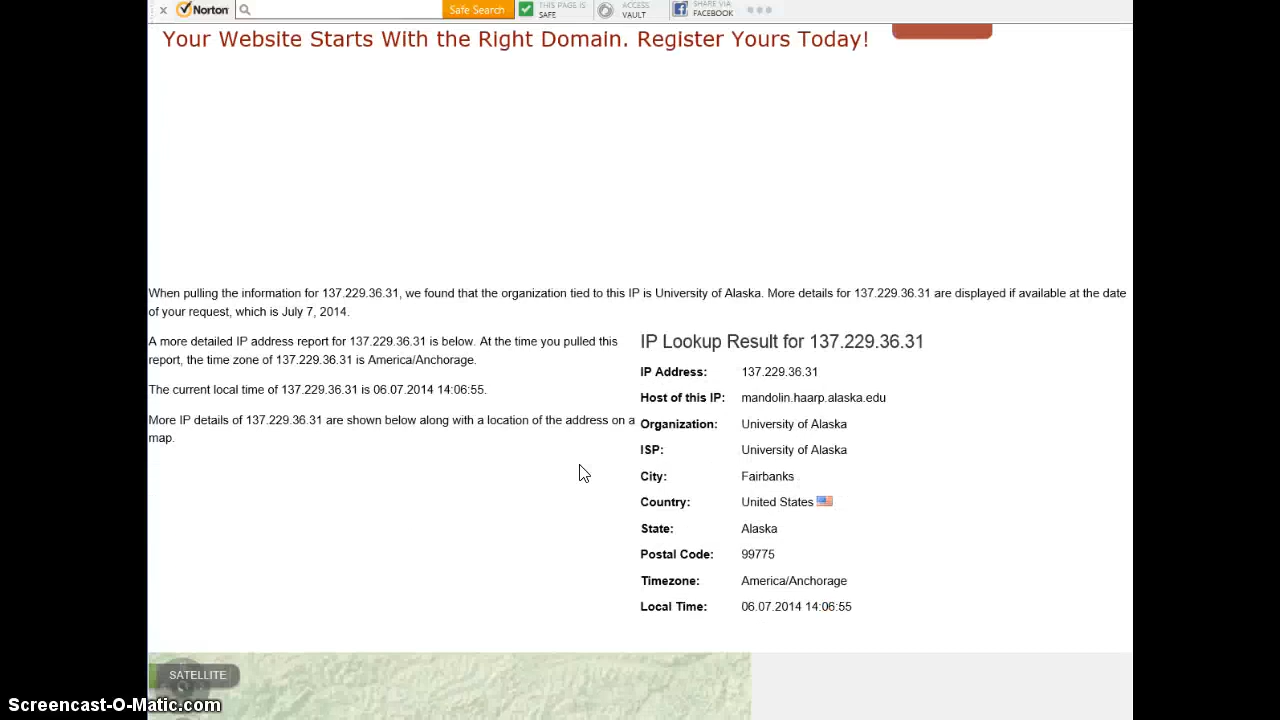 Norton
Safe Search
THIS PAGE IS
SAFE
ACCESS
VAULT
SHARE VIA
FACEBOOK
Your Website Starts With the Right Domain. Register Yours Today!
When pulling the information for 137.229.36.31, we found that the organization tied to this IP is University of Alaska. More details for 137.229.36.31 are displayed if available at the date
of your request, which is July 7, 2014.
A more detailed IP address report for 137.229.36.31 is below. At the time you pulled this
report, the time zone of 137.229.36.31 is America/Anchorage.
The current local time of 137.229.36.31 is 06.07.2014 14:06:55.
More IP details of 137.229.36.31 are shown below along with a location of the address on a
map.
IP Lookup Result for 137.229.36.31
IP Address: 137.229.36.31
Host of this IP: mandolin.haarp.alaska.edu
Organization: University of Alaska
ISP: University of Alaska
City: Fairbanks
Country: United States
State: Alaska
Postal Code: 99775
Timezone: America/Anchorage
Local Time: 06.07.2014 14:06:55
SATELLITE
Screencast-O-Matic.com